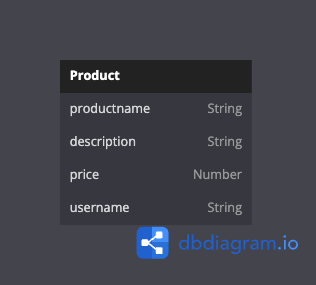 Product
productname String
description String
price Number
username String
dbdiagram.io